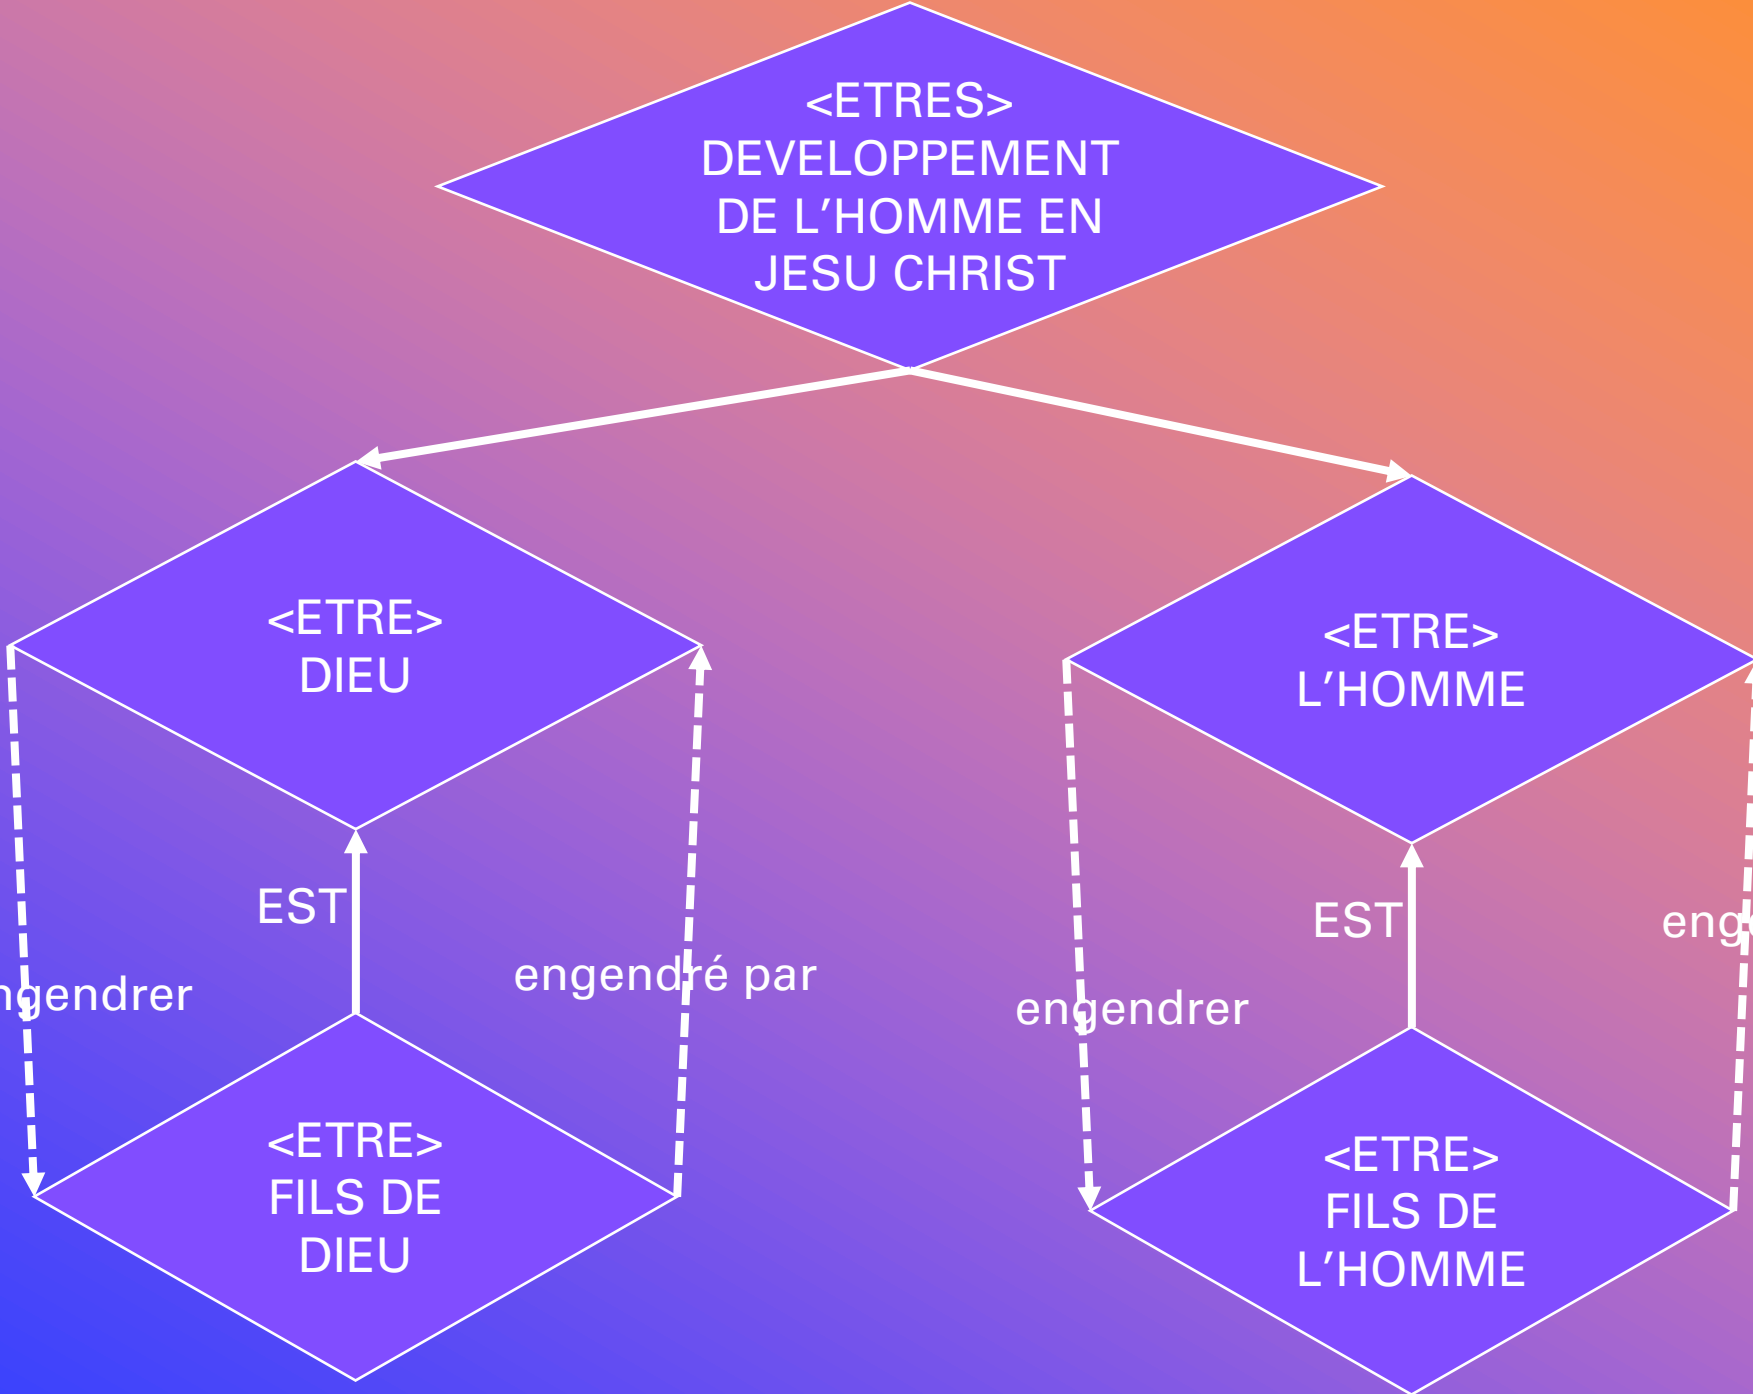 <ETRES>
DEVELOPPEMENT
DE L’HOMME EN
JESU CHRIST
<ETRE>
DIEU
<ETRE>
L’HOMME
EST
EST
engendré par
engendrer
<ETRE>
FILS DE
DIEU
<ETRE>
FILS DE
L’HOMME